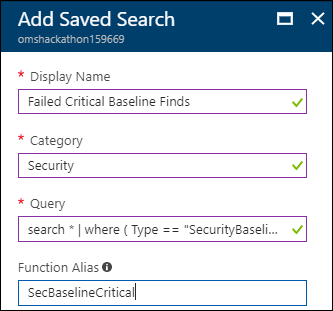 Add Saved Search
omshackathon159669
* Display Name
Failed Critical Baseline Finds
* Category
Security
* Query
search * | where ( Type == "SecurityBaseli...
Function Alias
SecBaselineCritical